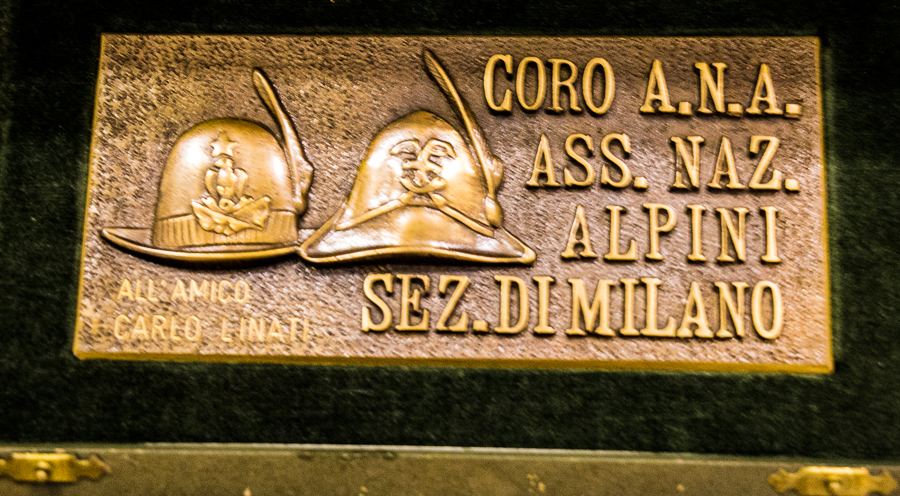 CORO A.N.A.
ASS. NAZ.
ALPINI
SEZ. DI MILANO
ALL'AMICO
CARLO LINATI